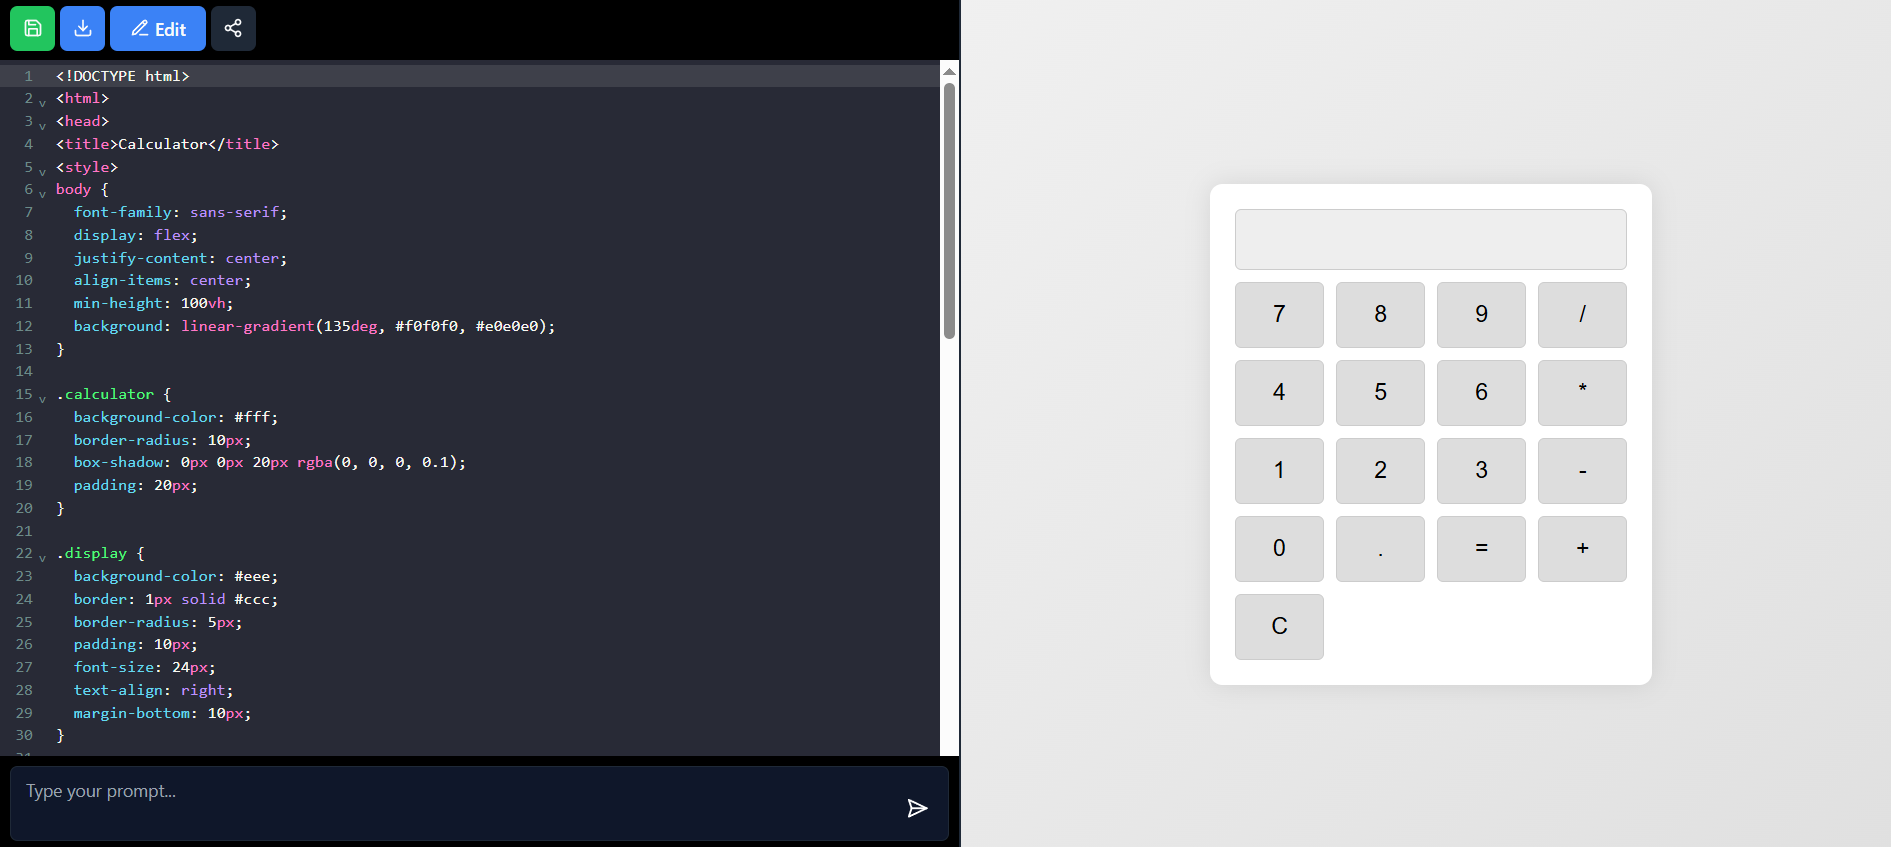 Edit
1 <!DOCTYPE html>
2 <html>
3 <head>
4 <title>Calculator</title>
5 <style>
6 body {
7 font-family: sans-serif;
8 display: flex;
9 justify-content: center;
10 align-items: center;
11 min-height: 100vh;
12 background: linear-gradient(135deg, #f0f0f0, #e0e0e0);
13 }
14
15 .calculator {
16 background-color: #fff;
17 border-radius: 10px;
18 box-shadow: 0px 0px 20px rgba(0, 0, 0, 0.1);
19 padding: 20px;
20 }
21
22 .display {
23 background-color: #eee;
24 border: 1px solid #ccc;
25 border-radius: 5px;
26 padding: 10px;
27 font-size: 24px;
28 text-align: right;
29 margin-bottom: 10px;
30 }
Type your prompt...
7 8 9 /
4 5 6 *
1 2 3 -
0 . = +
C